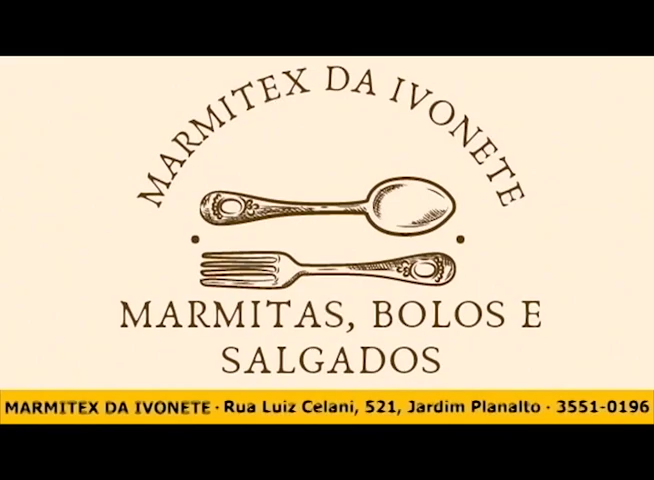 MARMITEX DA IVONETE
MARMITAS, BOLOS E
SALGADOS
MARMITEX DA IVONETE · Rua Luiz Celani, 521, Jardim Planalto · 3551-0196